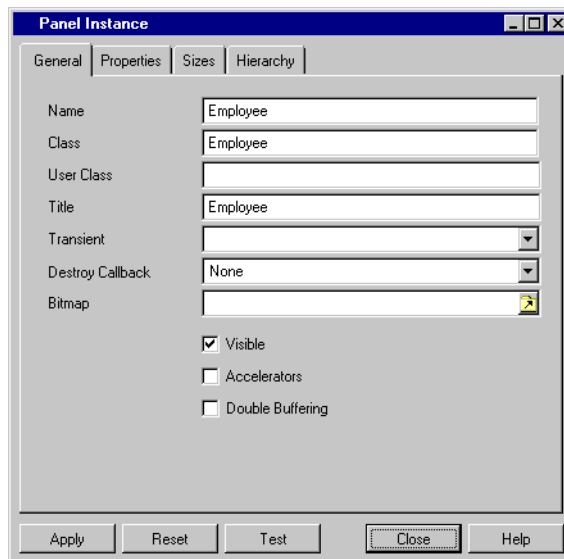 Panel Instance
General Properties Sizes Hierarchy
Name Employee
Class Employee
User Class
Title Employee
Transient
Destroy Callback None
Bitmap
Visible
Accelerators
Double Buffering
Apply Reset Test Close Help